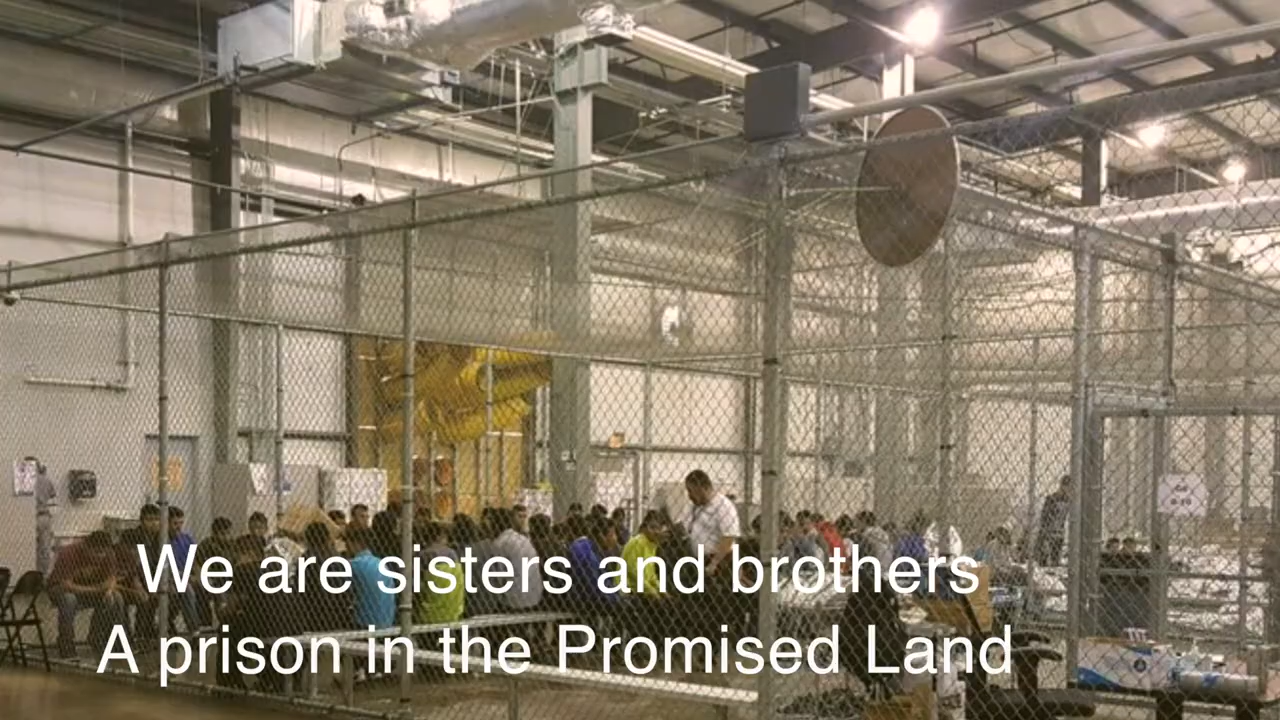 We are sisters and brothers
A prison in the Promised Land